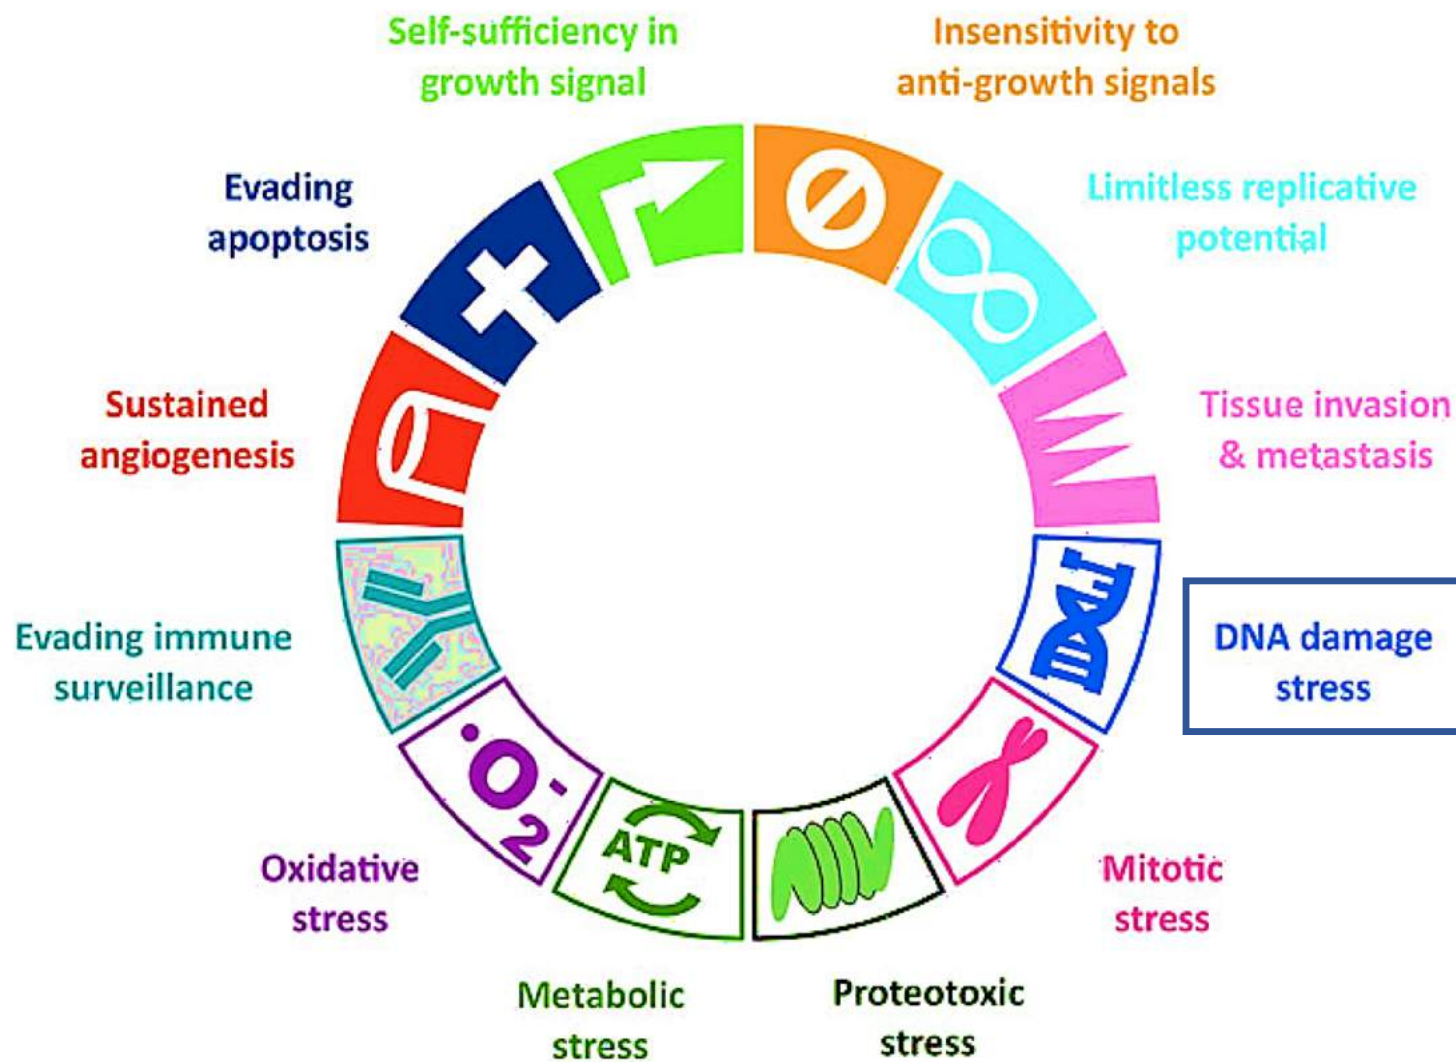 Self-sufficiency in
growth signal
Insensitivity to
anti-growth signals
Evading
apoptosis
Limitless replicative
potential
Sustained
angiogenesis
Tissue invasion
& metastasis
Evading immune
surveillance
DNA damage
stress
•O2-
ATP
Oxidative
stress
Mitotic
stress
Metabolic
stress
Proteotoxic
stress